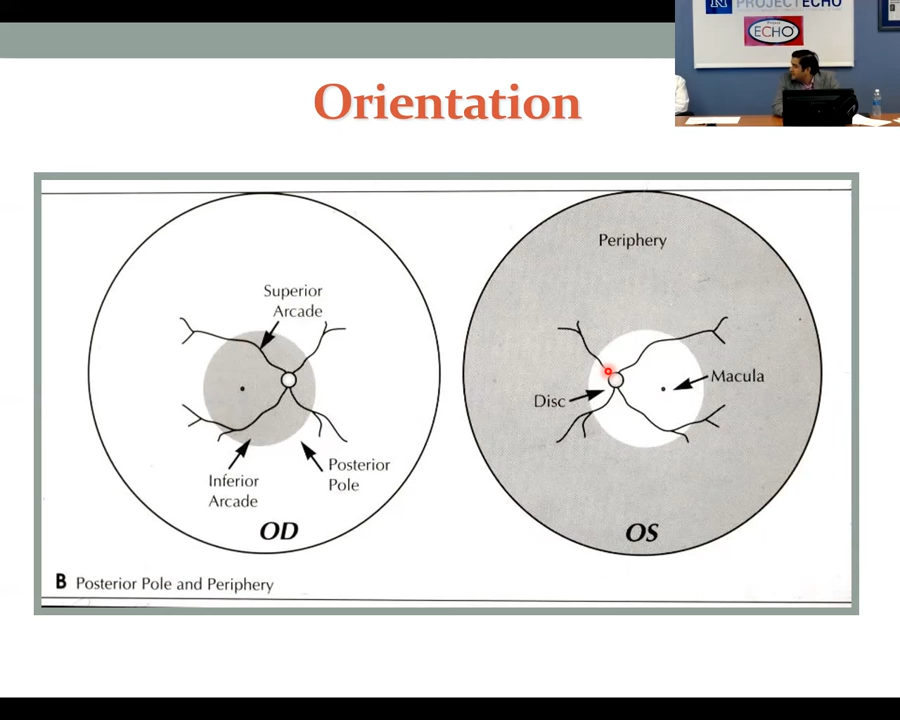 PROJECT ECHO
ECHO
Orientation
Periphery
Superior
Arcade
Macula
Disc
Inferior
Arcade
Posterior
Pole
OD
OS
B Posterior Pole and Periphery